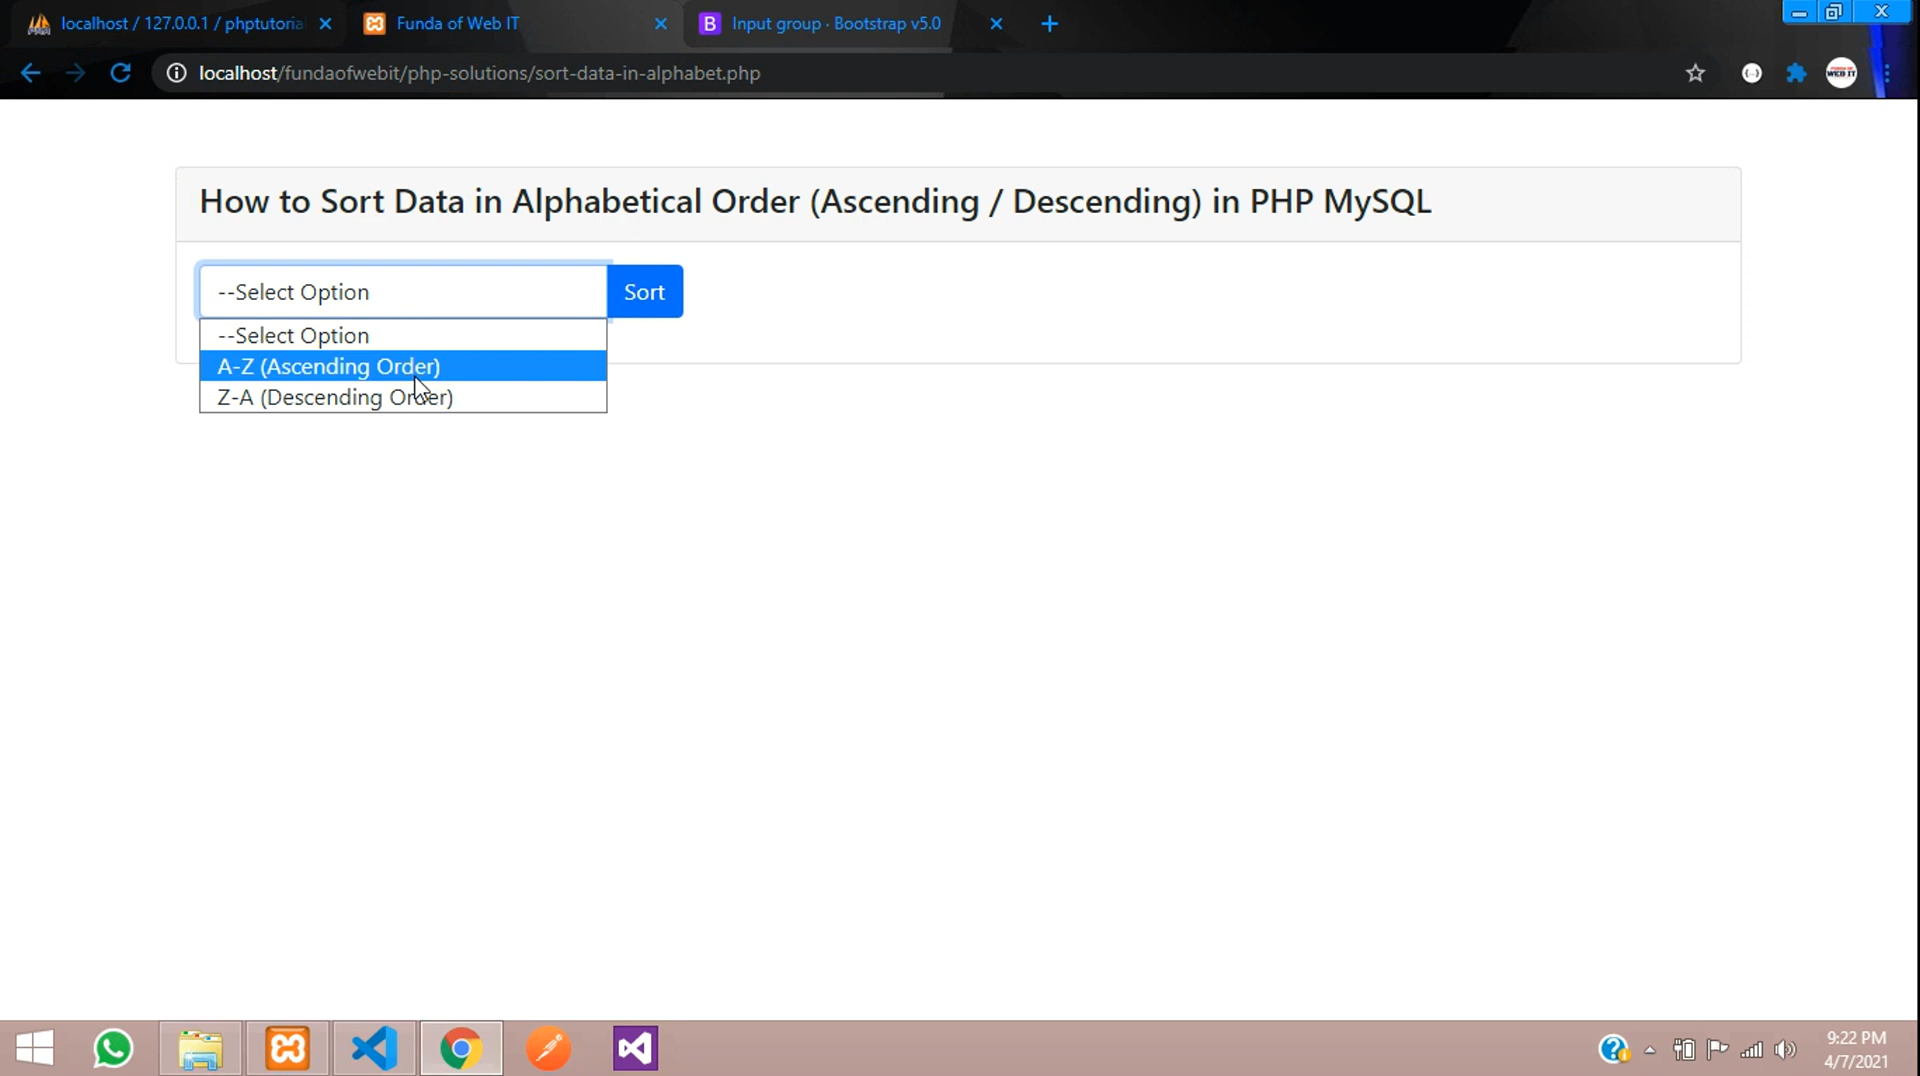 localhost / 127.0.0.1 / phptutoria
Funda of Web IT
Input group · Bootstrap v5.0
localhost/fundaofwebit/php-solutions/sort-data-in-alphabet.php
How to Sort Data in Alphabetical Order (Ascending / Descending) in PHP MySQL
--Select Option
Sort
--Select Option
A-Z (Ascending Order)
Z-A (Descending Order)
9:22 PM
4/7/2021